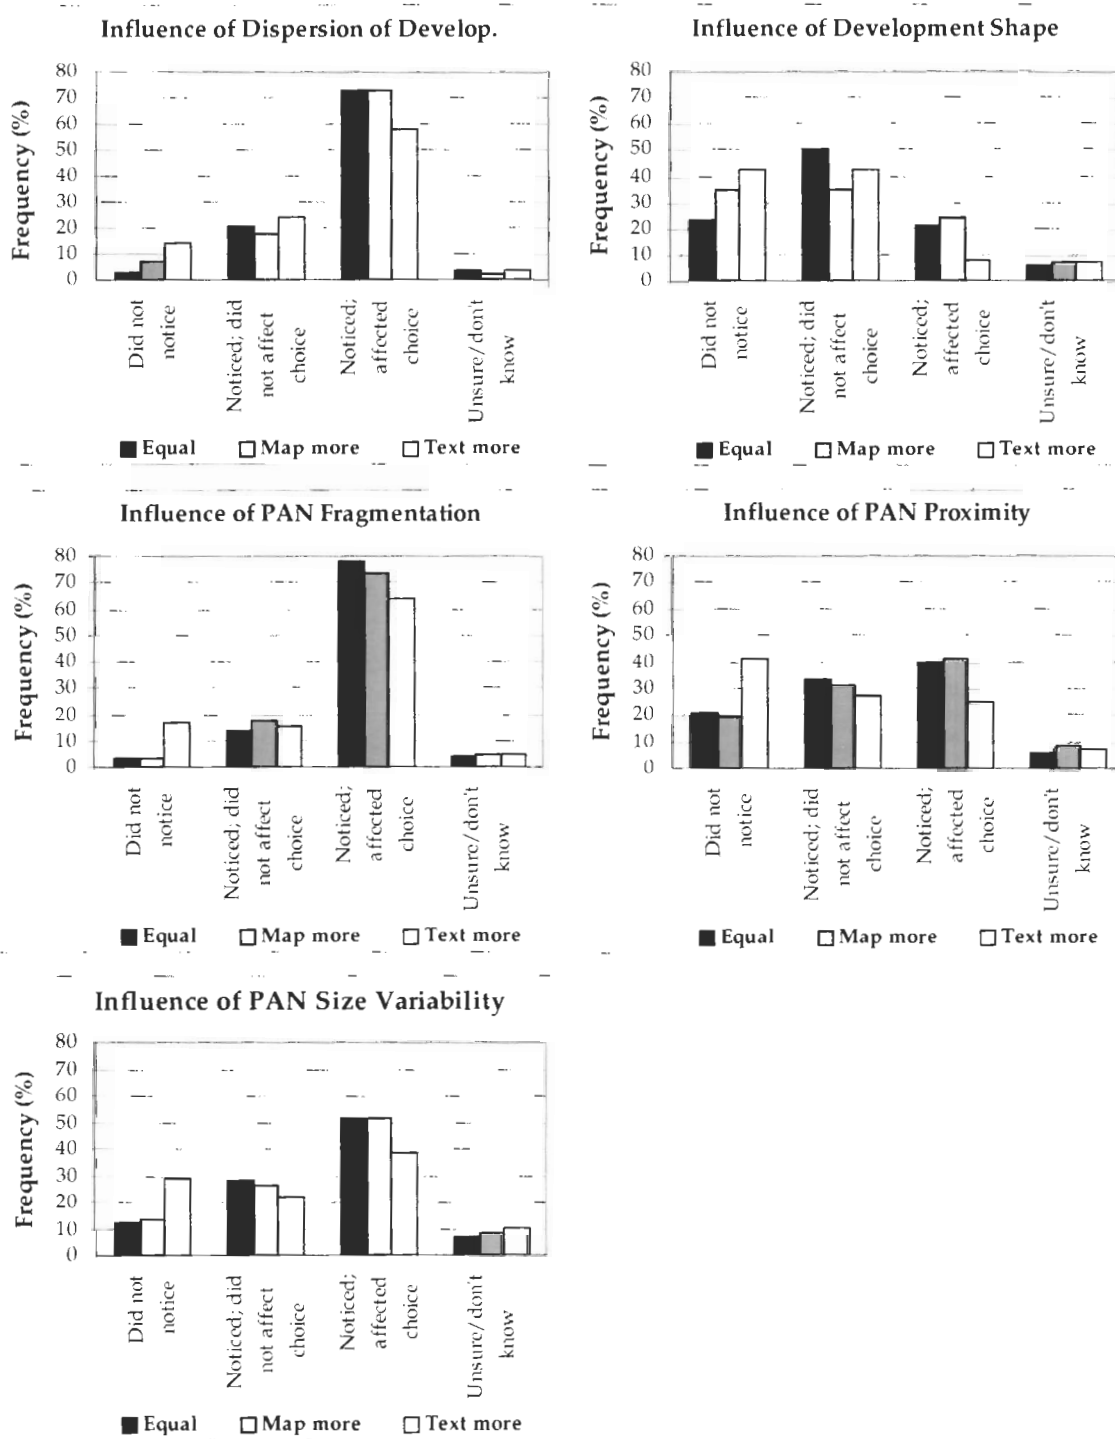 Influence of Dispersion of Develop.
Frequency (%)
80
70
60
50
40
30
20
10
0
Did not notice
Noticed; did not affect choice
Noticed; affected choice
Unsure/don't know
Equal Map more Text more
Influence of Development Shape
Frequency (%)
80
70
60
50
40
30
20
10
0
Did not notice
Noticed; did not affect choice
Noticed; affected choice
Unsure/don't know
Equal Map more Text more
Influence of PAN Fragmentation
Frequency (%)
80
70
60
50
40
30
20
10
0
Did not notice
Noticed; did not affect choice
Noticed; affected choice
Unsure/don't know
Equal Map more Text more
Influence of PAN Proximity
Frequency (%)
80
70
60
50
40
30
20
10
0
Did not notice
Noticed; did not affect choice
Noticed; affected choice
Unsure/don't know
Equal Map more Text more
Influence of PAN Size Variability
Frequency (%)
80
70
60
50
40
30
20
10
0
Did not notice
Noticed; did not affect choice
Noticed; affected choice
Unsure/don't know
Equal Map more Text more